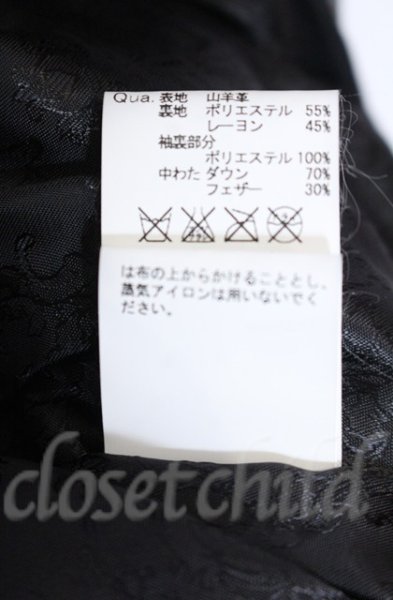 Qua. 表地 山羊革
裏地 ポリエステル 55%
レーヨン 45%
袖裏部分
ポリエステル 100%
中わた ダウン 70%
フェザー 30%
は布の上からかけることとし、
蒸気アイロンは用いないでく
ださい。
closetchild